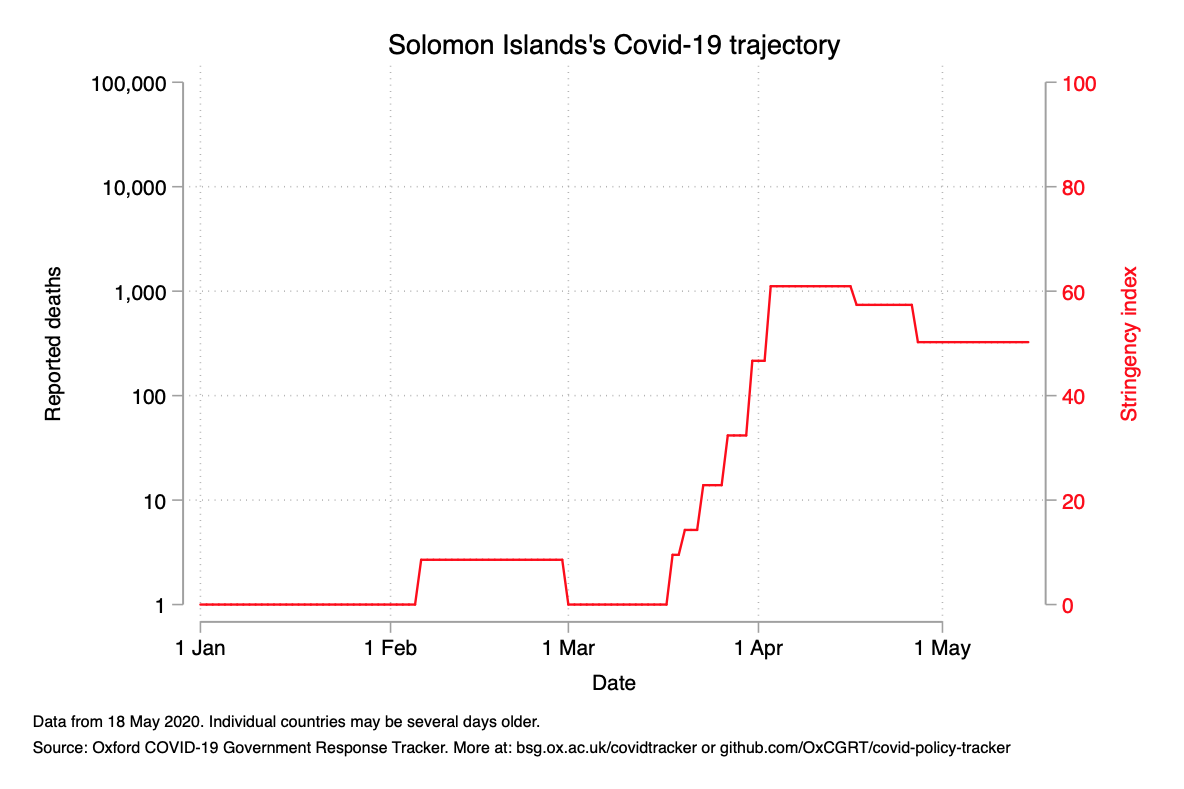 Solomon Islands's Covid-19 trajectory
100,000
10,000
1,000
100
10
1
Reported deaths
100
80
60
40
20
0
Stringency index
1 Jan
1 Feb
1 Mar
1 Apr
1 May
Date
Data from 18 May 2020. Individual countries may be several days older.
Source: Oxford COVID-19 Government Response Tracker. More at: bsg.ox.ac.uk/covidtracker or github.com/OxCGRT/covid-policy-tracker